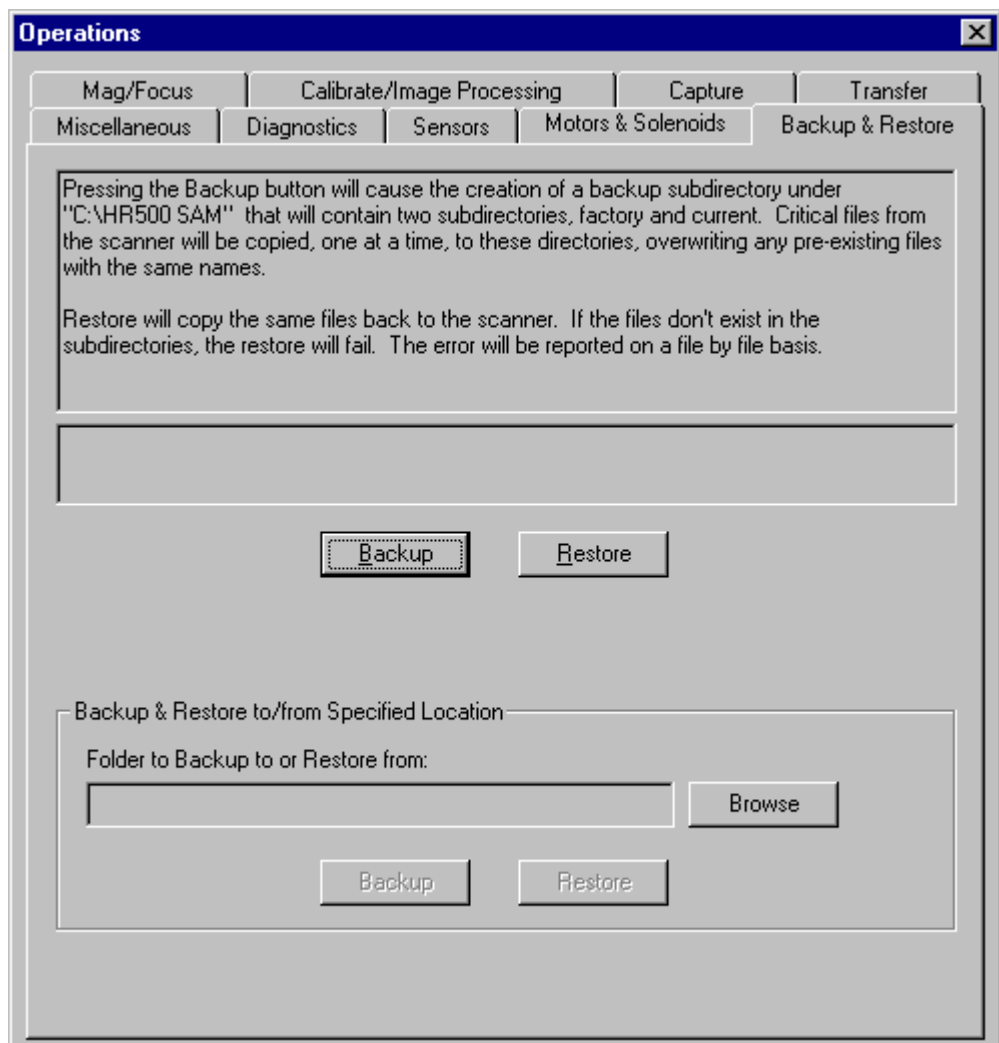 Operations
Mag/Focus Calibrate/Image Processing Capture Transfer
Miscellaneous Diagnostics Sensors Motors & Solenoids Backup & Restore
Pressing the Backup button will cause the creation of a backup subdirectory under
"C:\HR500 SAM" that will contain two subdirectories, factory and current. Critical files from
the scanner will be copied, one at a time, to these directories, overwriting any pre-existing files
with the same names.
Restore will copy the same files back to the scanner. If the files don't exist in the
subdirectories, the restore will fail. The error will be reported on a file by file basis.
Backup Restore
Backup & Restore to/from Specified Location
Folder to Backup to or Restore from:
Browse
Backup Restore